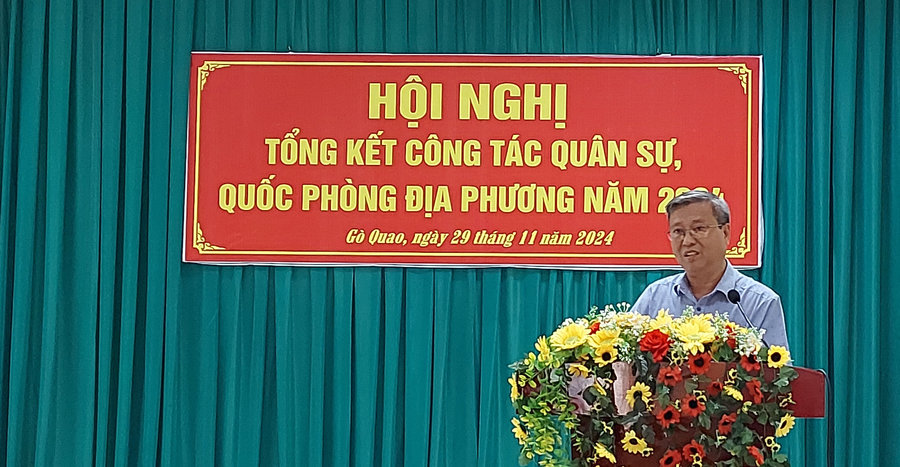 HỘI NGHỊ
TỔNG KẾT CÔNG TÁC QUÂN SỰ,
QUỐC PHÒNG ĐỊA PHƯƠNG NĂM
Gò Quao, ngày 29 tháng 11 năm 2024